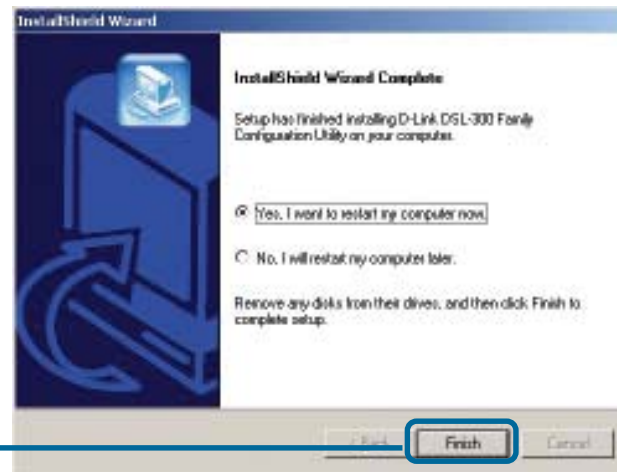 InstallShield Wizard
InstallShield Wizard Complete
Setup has finished installing D-Link DSL-300 Family
Configuration Utility on your computer.
Yes, I want to restart my computer now.
No, I will restart my computer later.
Remove any disks from their drives, and then click Finish to
complete setup.
< Back
Finish
Cancel